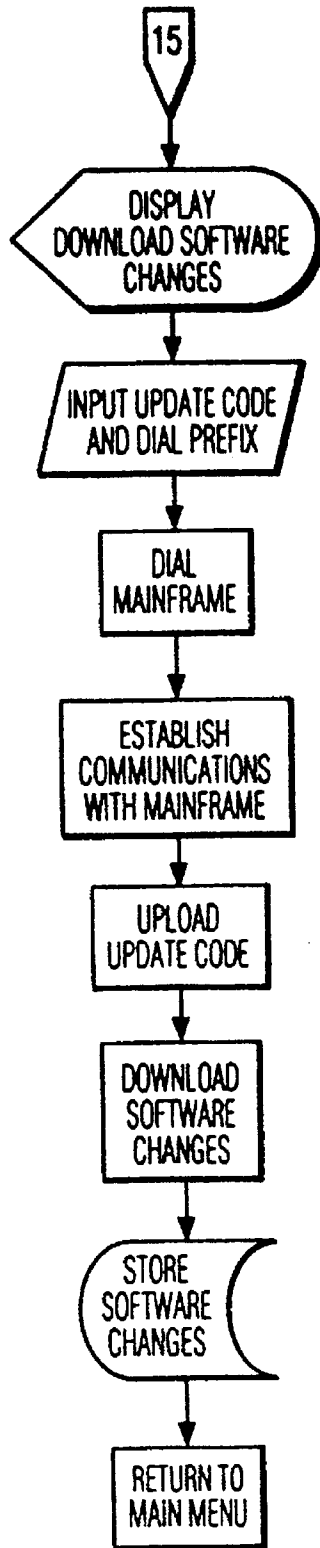 15
DISPLAY
DOWNLOAD SOFTWARE
CHANGES
INPUT UPDATE CODE
AND DIAL PREFIX
DIAL
MAINFRAME
ESTABLISH
COMMUNICATIONS
WITH MAINFRAME
UPLOAD
UPDATE CODE
DOWNLOAD
SOFTWARE
CHANGES
STORE
SOFTWARE
CHANGES
RETURN TO
MAIN MENU